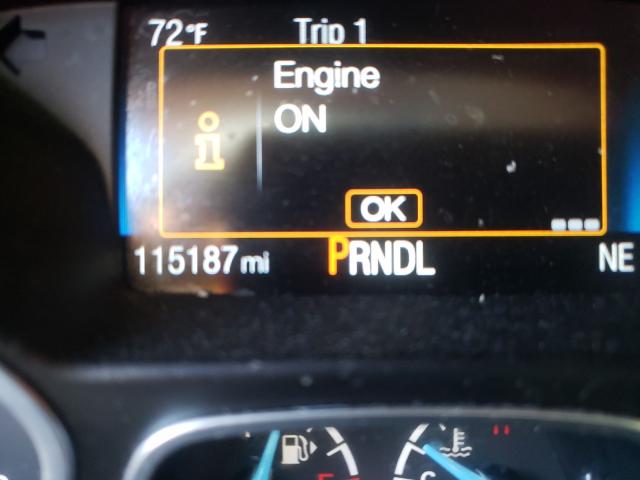 72°F Trip 1
Engine
ON
OK
115187 mi PRNDL NE